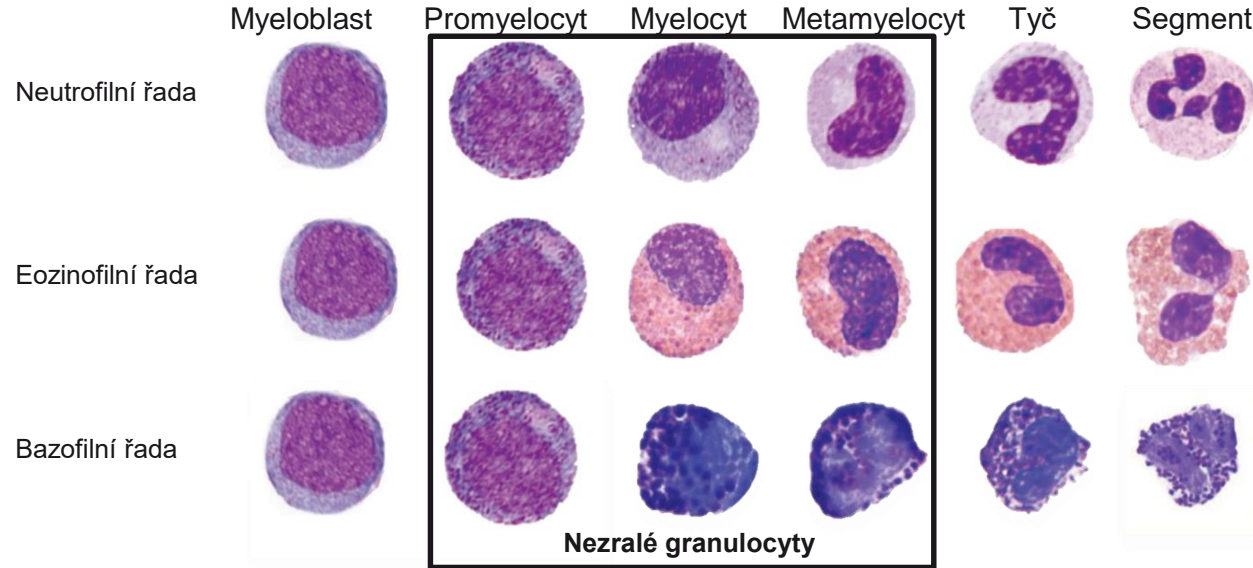 Myeloblast Promyelocyt Myelocyt Metamyelocyt Tyč Segment
Neutrofilní řada
Eozinofilní řada
Bazofilní řada
Nezralé granulocyty